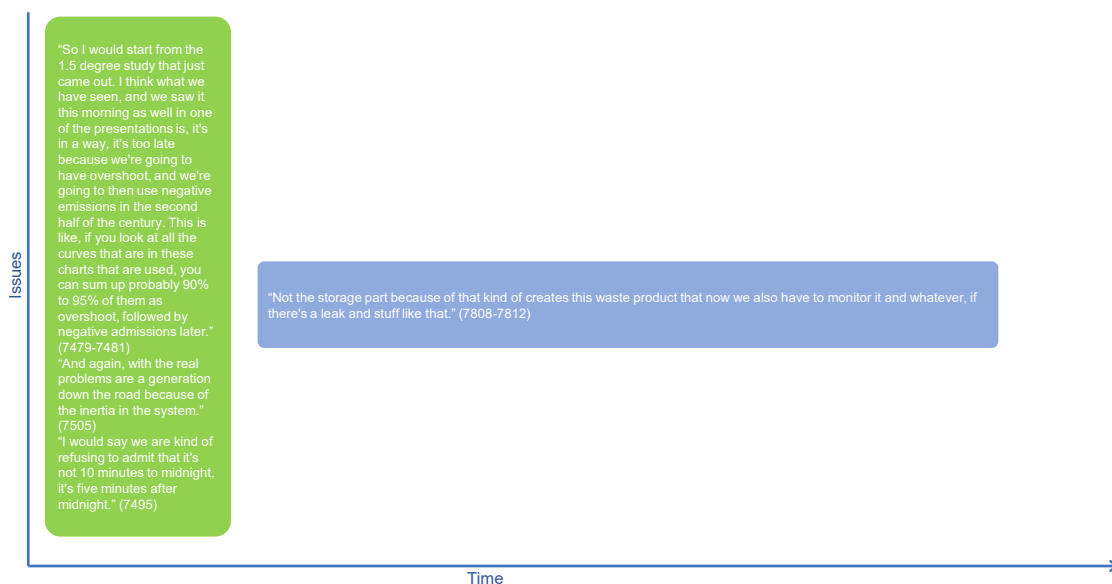 “So I would start from the
1.5 degree study that just
came out. I think what we
have seen, and we saw it
this morning as well in one
of the presentations is, it's
in a way, it's too late
because we're going to
have overshoot, and we're
going to then use negative
emissions in the second
half of the century. This is
like, if you look at all the
curves that are in these
charts that are used, you
can sum up probably 90%
to 95% of them as
overshoot, followed by
negative admissions later.”
(7479-7481)
“And again, with the real
problems are a generation
down the road because of
the inertia in the system.”
(7505)
“I would say we are kind of
refusing to admit that it's
not 10 minutes to midnight,
it's five minutes after
midnight.” (7495)
“Not the storage part because of that kind of creates this waste product that now we also have to monitor it and whatever, if
there's a leak and stuff like that.” (7808-7812)
Issues
Time